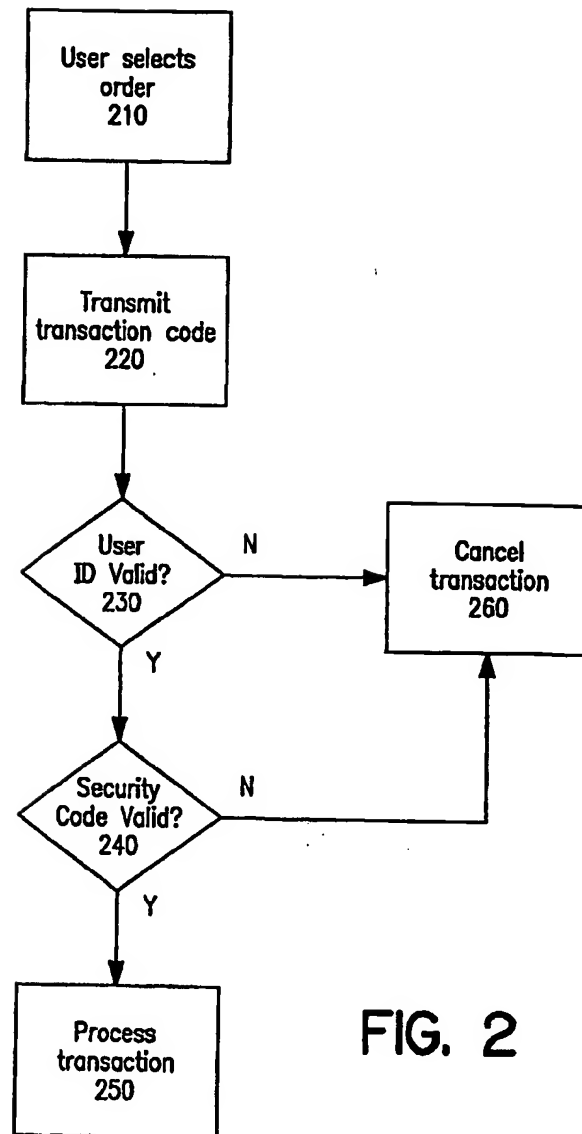 User selects
order
210
Transmit
transaction code
220
User
ID Valid?
230
N
Cancel
transaction
260
Y
Security
Code Valid?
240
N
Y
Process
transaction
250
FIG. 2